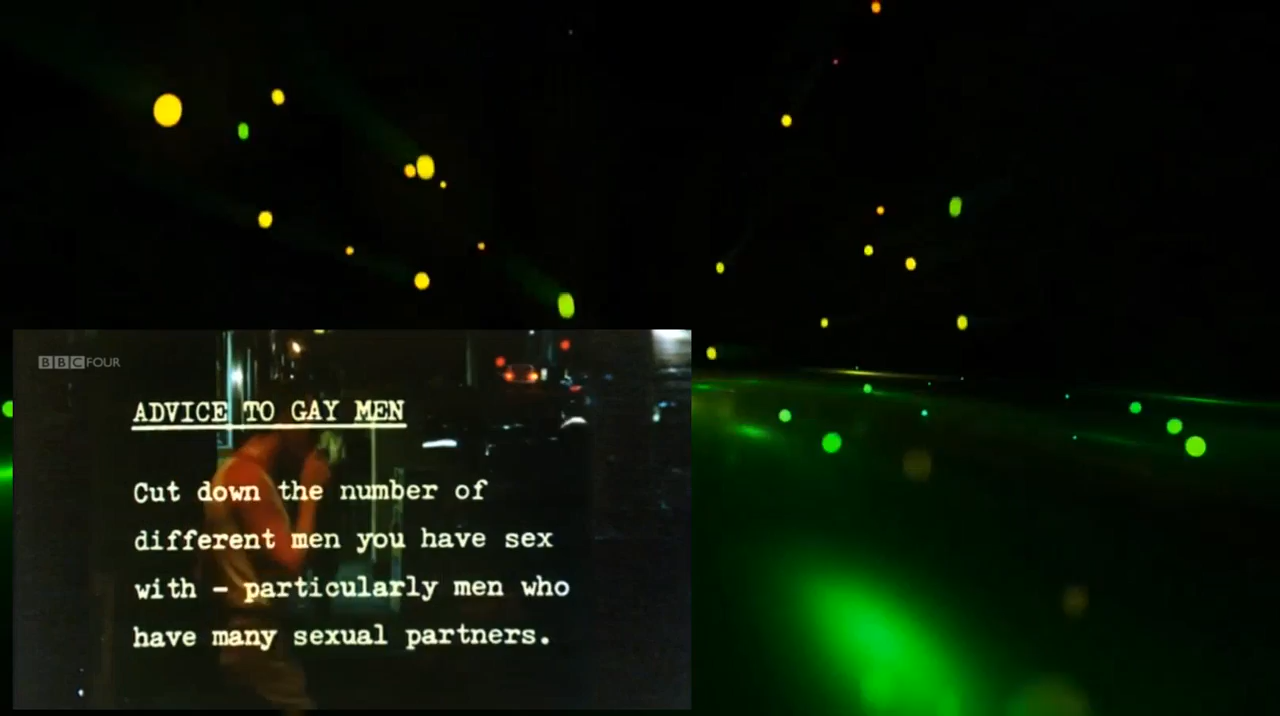 BBC FOUR
ADVICE TO GAY MEN
Cut down the number of
different men you have sex
with - particularly men who
have many sexual partners.